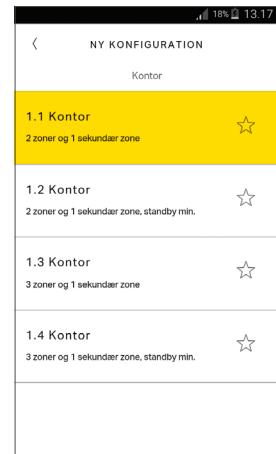 18% 13.17
NY KONFIGURATION
Kontor
1.1 Kontor
2 zoner og 1 sekundær zone
1.2 Kontor
2 zoner og 1 sekundær zone, standby min.
1.3 Kontor
3 zoner og 1 sekundær zone
1.4 Kontor
3 zoner og 1 sekundær zone, standby min.